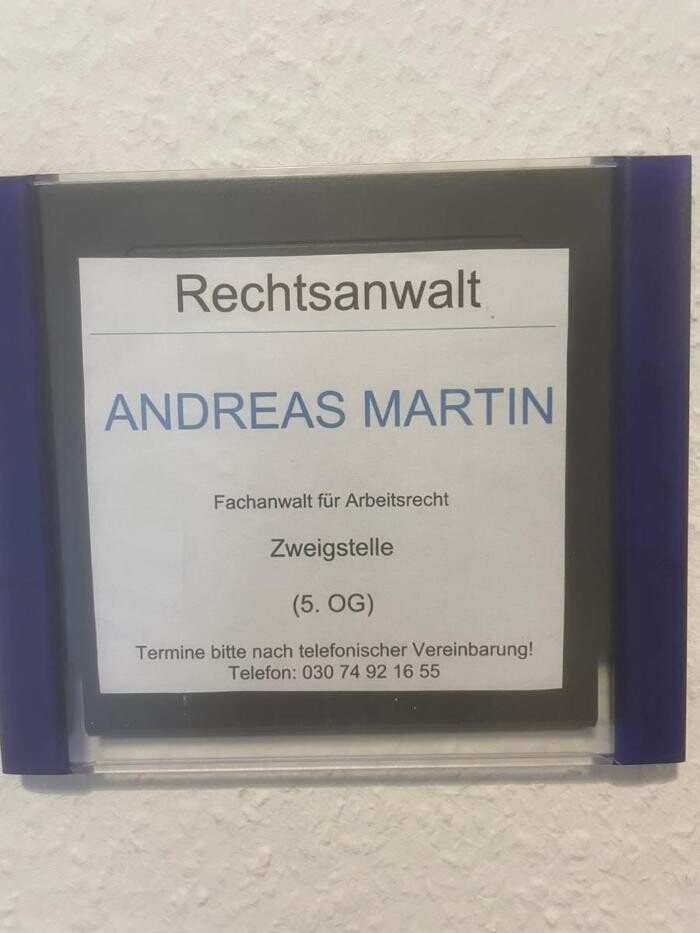 Rechtsanwalt
ANDREAS MARTIN
Fachanwalt für Arbeitsrecht
Zweigstelle
(5. OG)
Termine bitte nach telefonischer Vereinbarung!
Telefon: 030 74 92 16 55